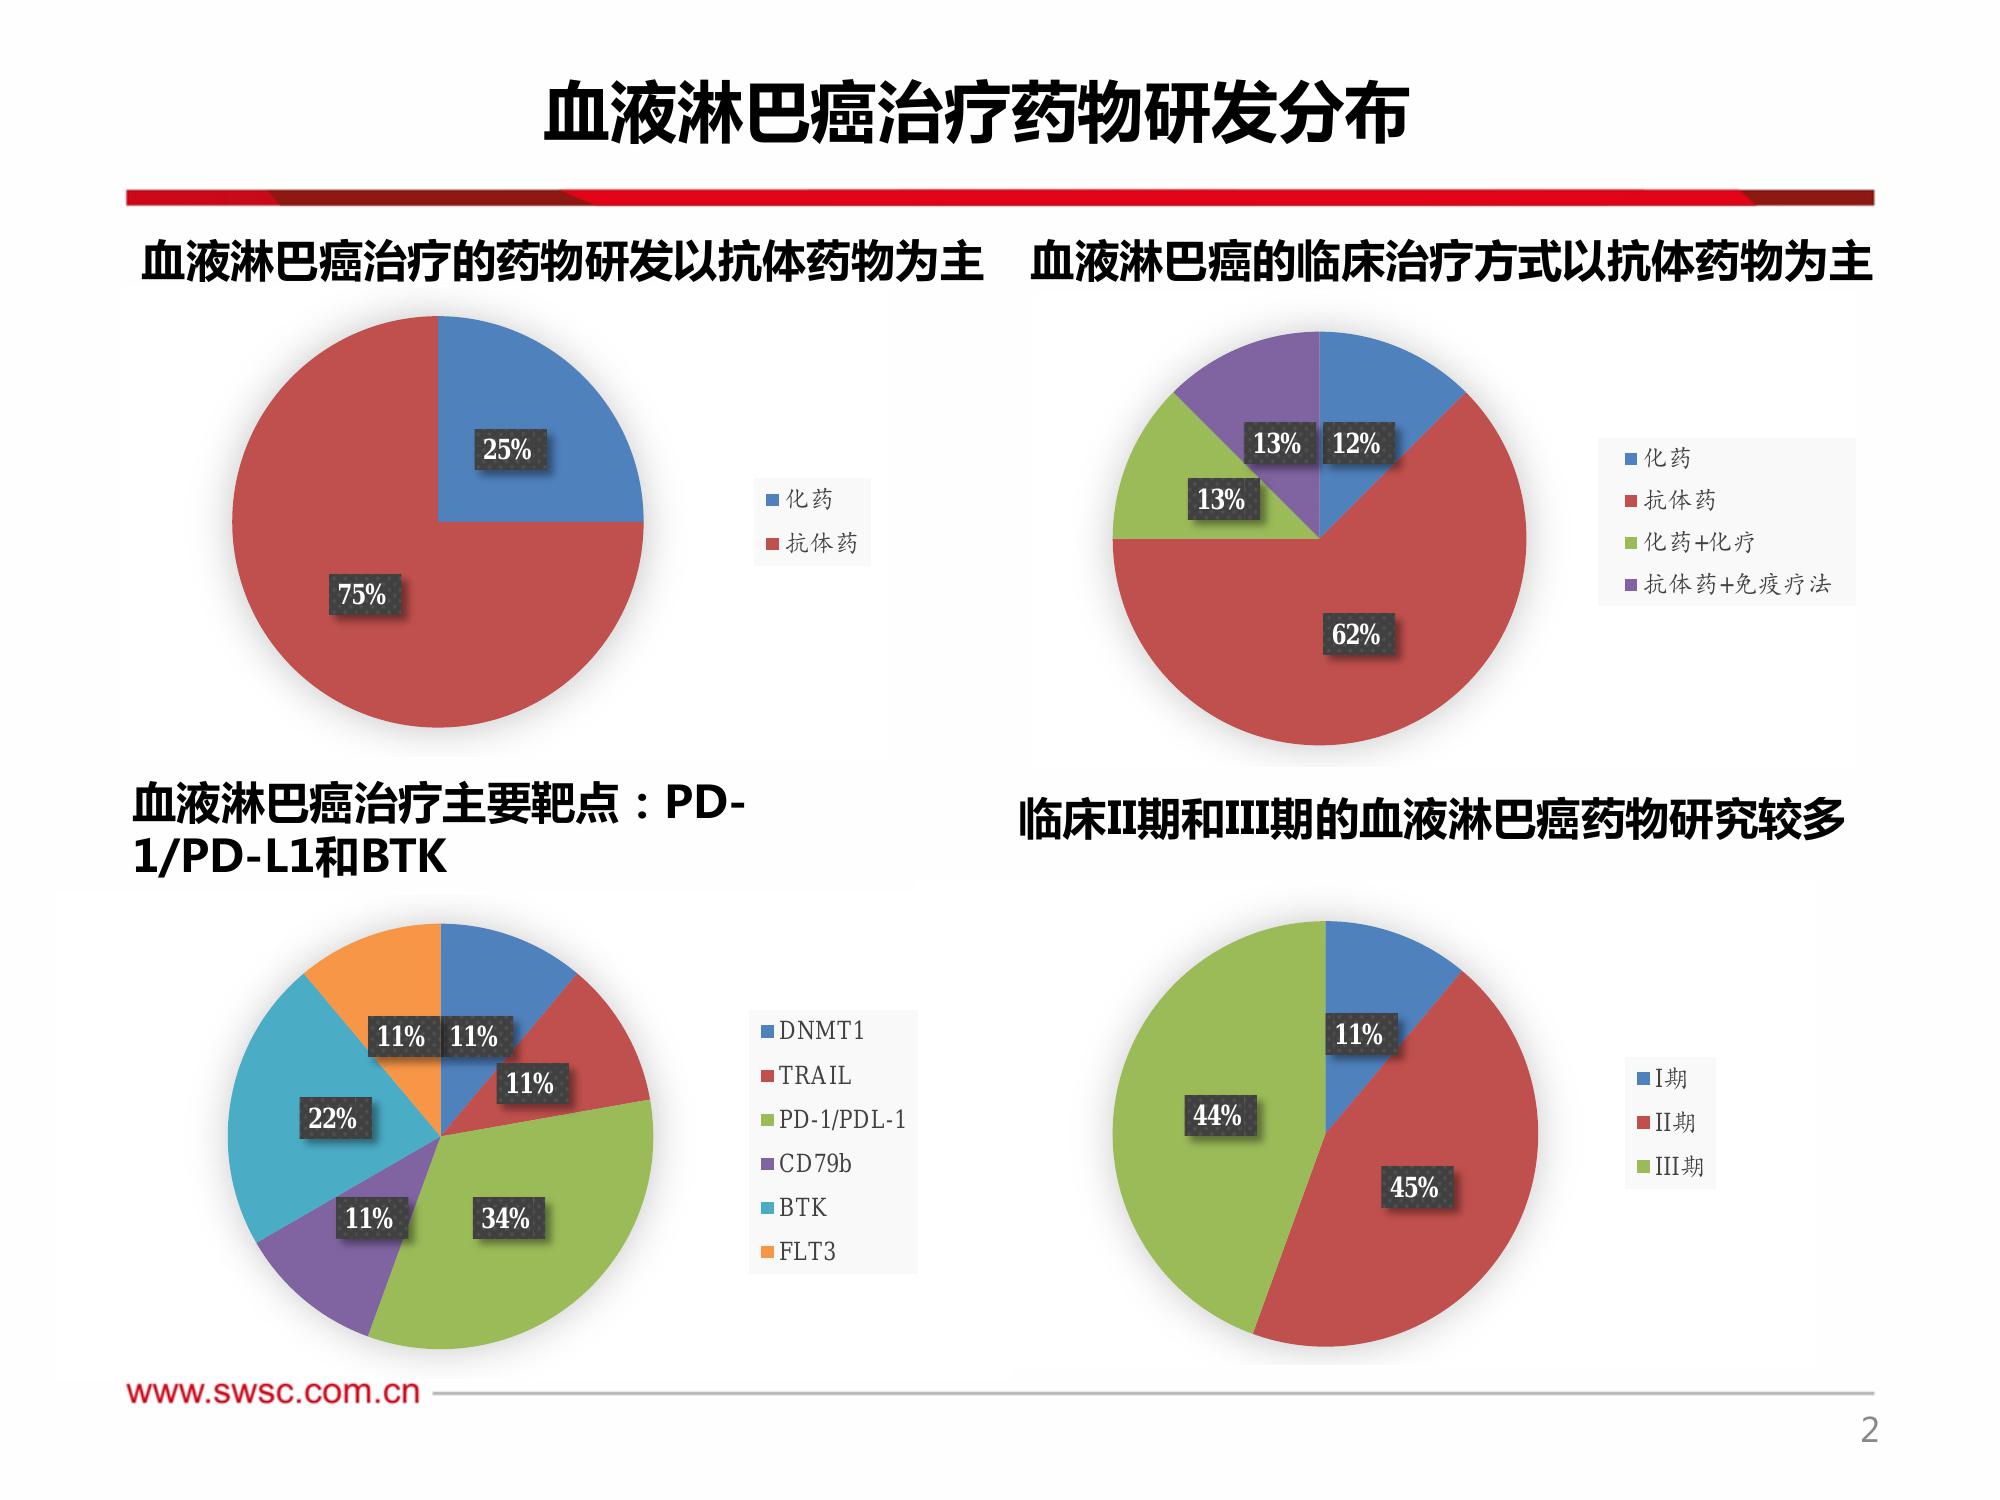 血液淋巴癌治疗药物研发分布
血液淋巴癌治疗的药物研发以抗体药物为主
25%
75%
化药
抗体药
血液淋巴癌的临床治疗方式以抗体药物为主
13%
12%
13%
62%
化药
抗体药
化药+化疗
抗体药+免疫疗法
血液淋巴癌治疗主要靶点：PD-
1/PD-L1和BTK
11%
11%
11%
22%
11%
34%
DNMT1
TRAIL
PD-1/PDL-1
CD79b
BTK
FLT3
临床II期和III期的血液淋巴癌药物研究较多
11%
44%
45%
I期
II期
III期
www.swsc.com.cn
2